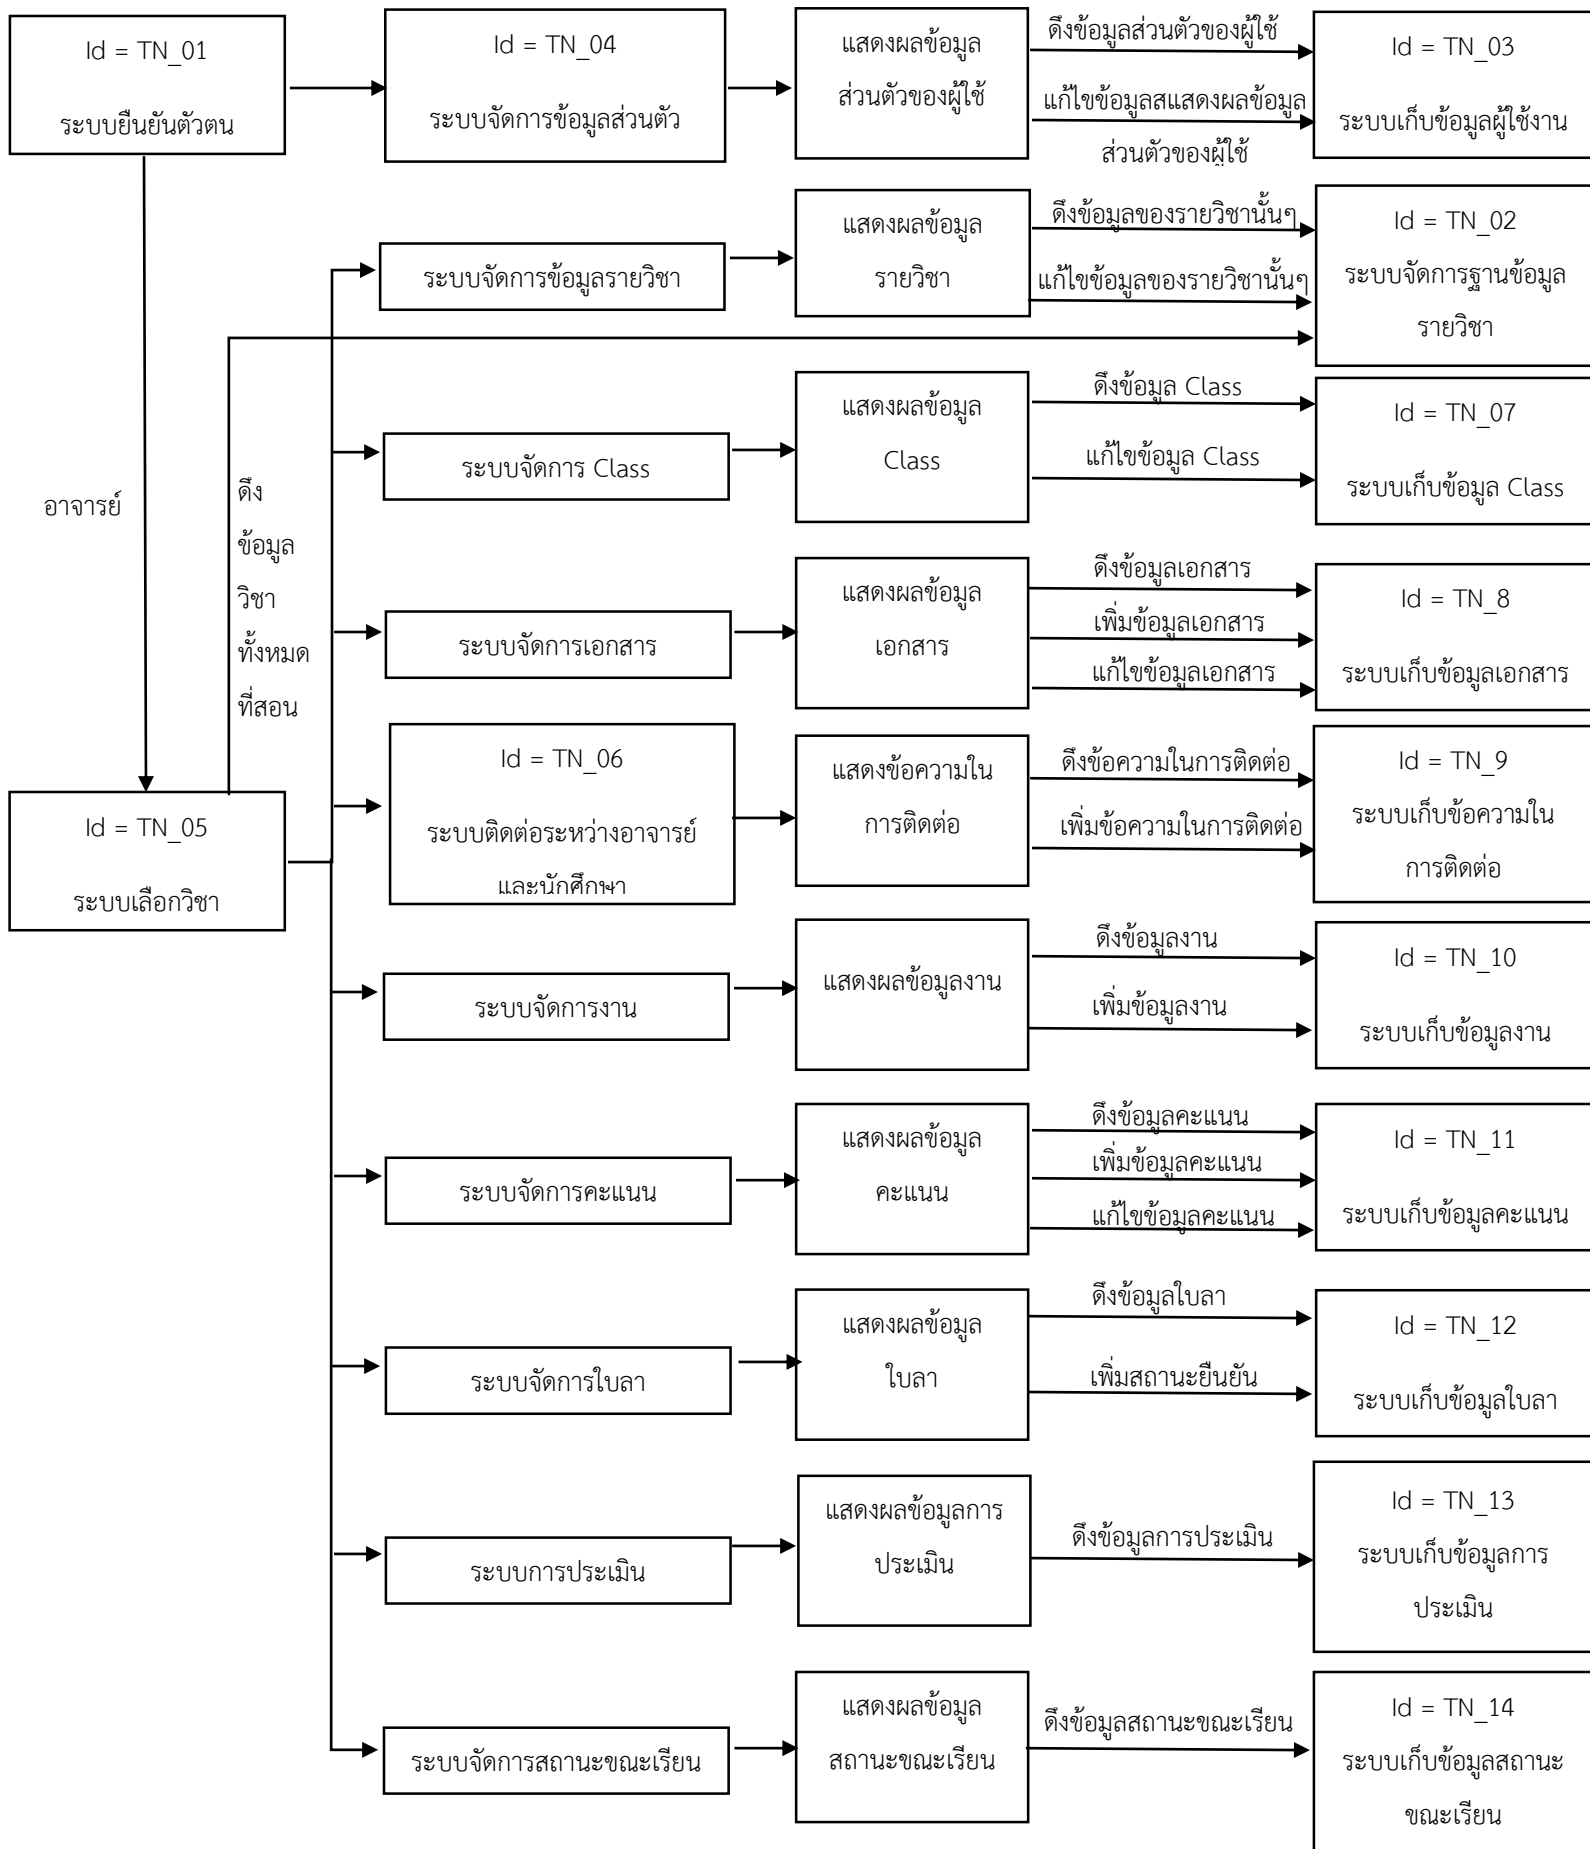 Id = TN_01
ระบบยืนยันตัวตน
Id = TN_04
ระบบจัดการข้อมูลส่วนตัว
แสดงผลข้อมูล
ส่วนตัวของผู้ใช้
ดึงข้อมูลส่วนตัวของผู้ใช้
แก้ไขข้อมูลสแสดงผลข้อมูล
ส่วนตัวของผู้ใช้
Id = TN_03
ระบบเก็บข้อมูลผู้ใช้งาน
ระบบจัดการข้อมูลรายวิชา
แสดงผลข้อมูล
รายวิชา
ดึงข้อมูลของรายวิชานั้นๆ
แก้ไขข้อมูลของรายวิชานั้นๆ
Id = TN_02
ระบบจัดการฐานข้อมูล
รายวิชา
อาจารย์
ดึง
ข้อมูล
วิชา
ทั้งหมด
ที่สอน
ระบบจัดการ Class
แสดงผลข้อมูล
Class
ดึงข้อมูล Class
แก้ไขข้อมูล Class
Id = TN_07
ระบบเก็บข้อมูล Class
ระบบจัดการเอกสาร
แสดงผลข้อมูล
เอกสาร
ดึงข้อมูลเอกสาร
เพิ่มข้อมูลเอกสาร
แก้ไขข้อมูลเอกสาร
Id = TN_8
ระบบเก็บข้อมูลเอกสาร
Id = TN_05
ระบบเลือกวิชา
Id = TN_06
ระบบติดต่อระหว่างอาจารย์
และนักศึกษา
แสดงข้อความใน
การติดต่อ
ดึงข้อความในการติดต่อ
เพิ่มข้อความในการติดต่อ
Id = TN_9
ระบบเก็บข้อความใน
การติดต่อ
ระบบจัดการงาน
แสดงผลข้อมูลงาน
ดึงข้อมูลงาน
เพิ่มข้อมูลงาน
Id = TN_10
ระบบเก็บข้อมูลงาน
ระบบจัดการคะแนน
แสดงผลข้อมูล
คะแนน
ดึงข้อมูลคะแนน
เพิ่มข้อมูลคะแนน
แก้ไขข้อมูลคะแนน
Id = TN_11
ระบบเก็บข้อมูลคะแนน
ระบบจัดการใบลา
แสดงผลข้อมูล
ใบลา
ดึงข้อมูลใบลา
เพิ่มสถานะยืนยัน
Id = TN_12
ระบบเก็บข้อมูลใบลา
ระบบการประเมิน
แสดงผลข้อมูลการ
ประเมิน
ดึงข้อมูลการประเมิน
Id = TN_13
ระบบเก็บข้อมูลการ
ประเมิน
ระบบจัดการสถานะขณะเรียน
แสดงผลข้อมูล
สถานะขณะเรียน
ดึงข้อมูลสถานะขณะเรียน
Id = TN_14
ระบบเก็บข้อมูลสถานะ
ขณะเรียน